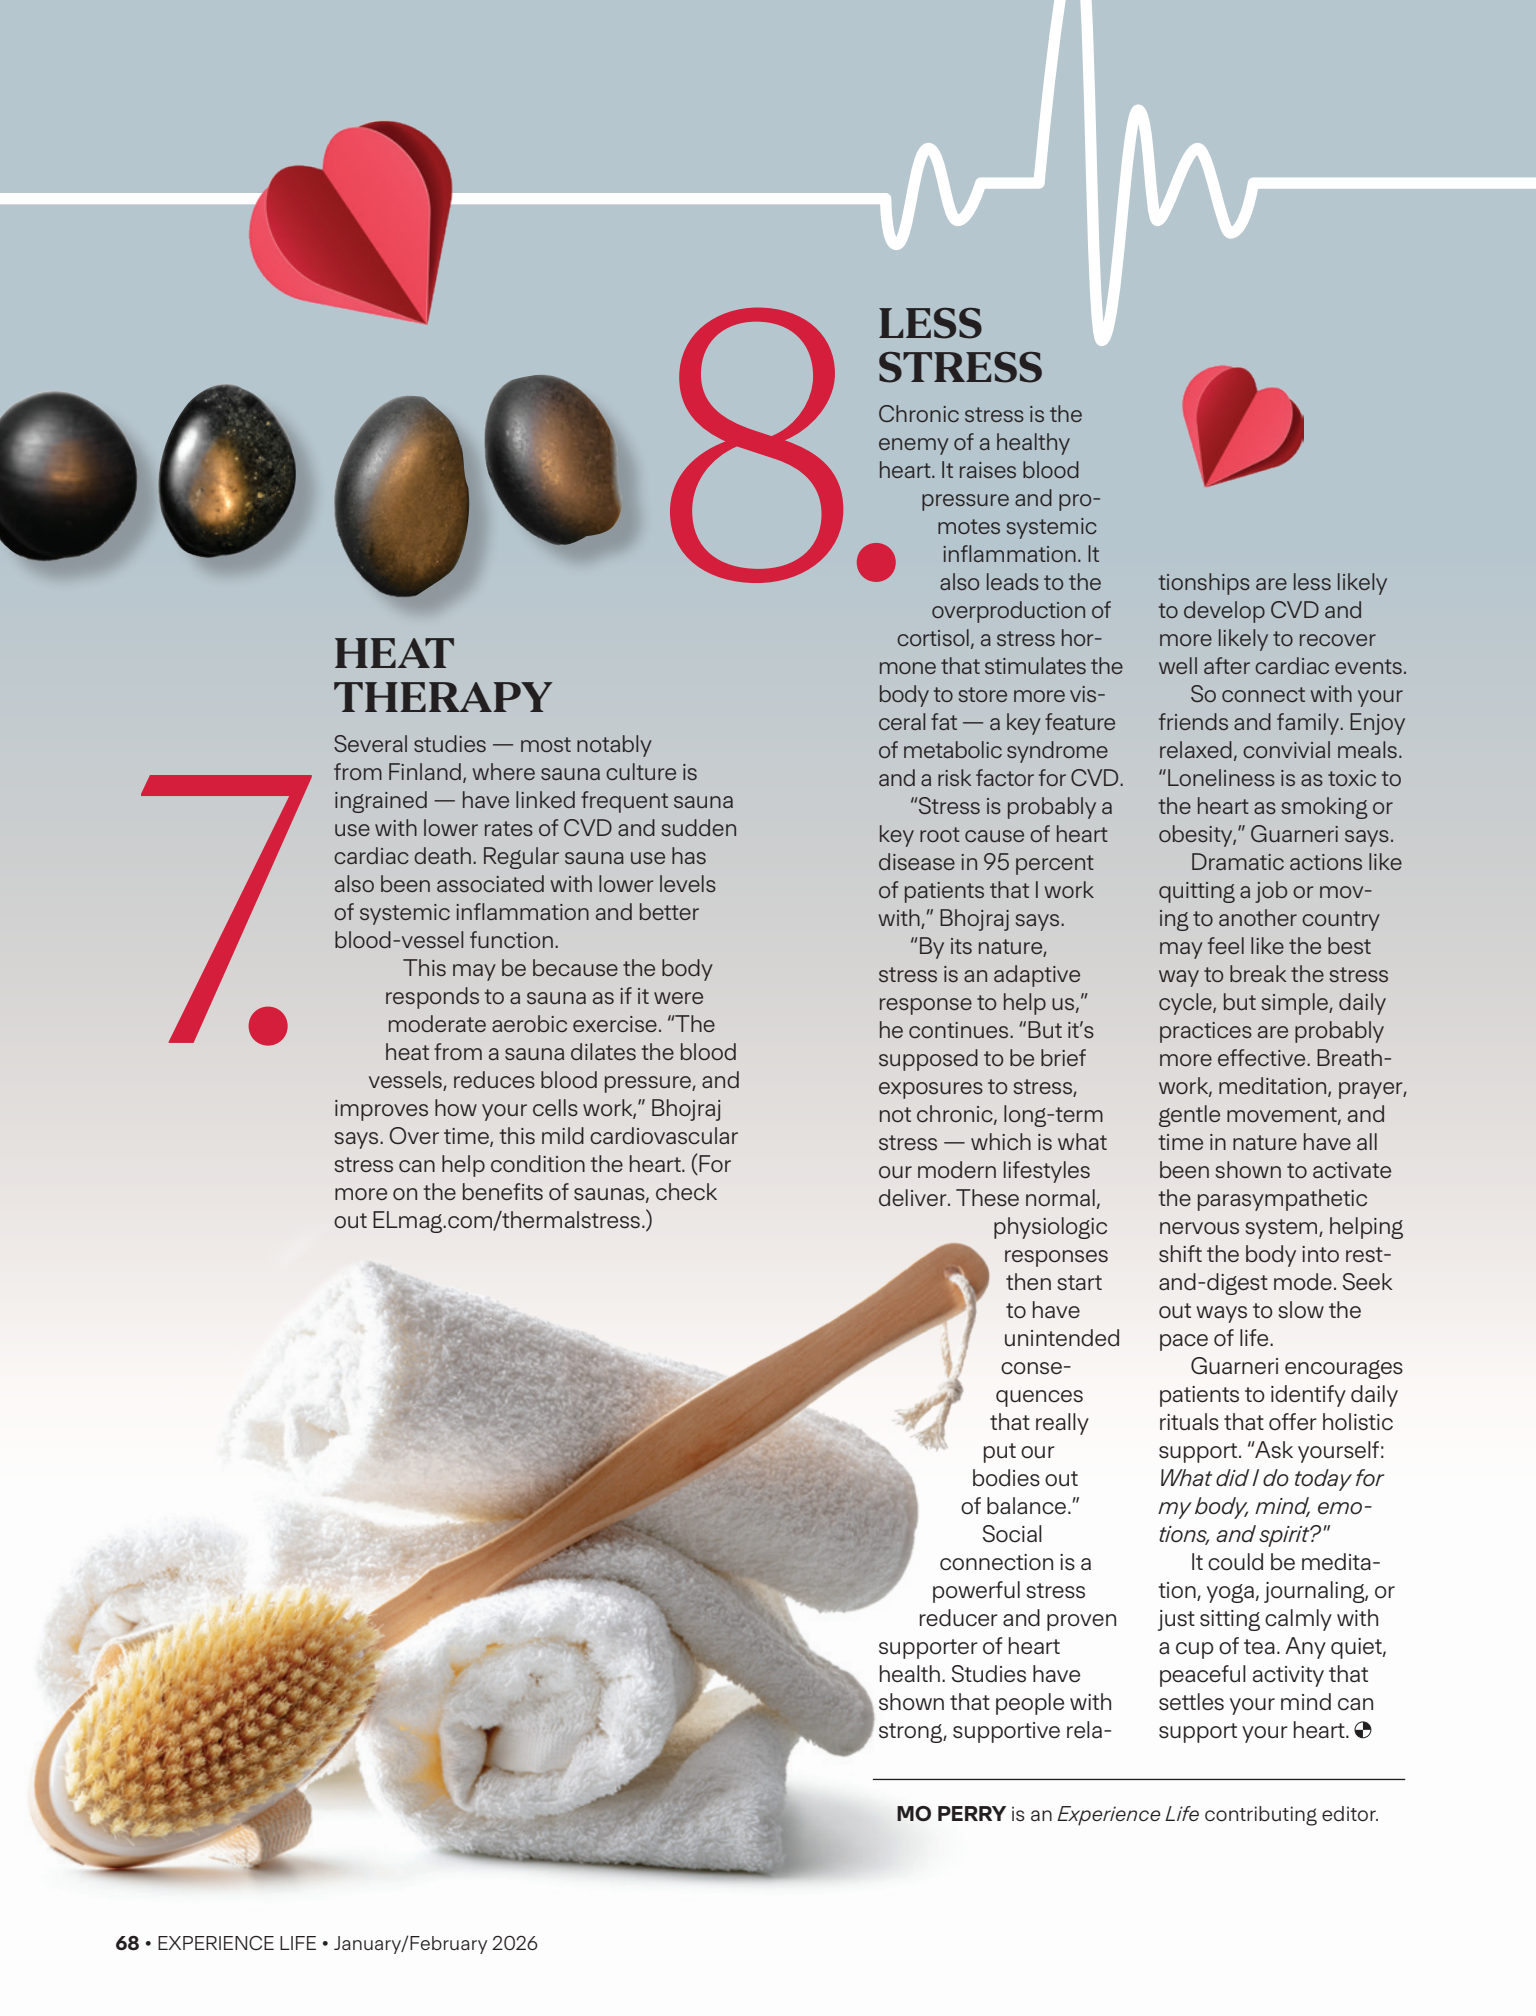 7.
HEAT
THERAPY
Several studies — most notably
from Finland, where sauna culture is
ingrained — have linked frequent sauna
use with lower rates of CVD and sudden
cardiac death. Regular sauna use has
also been associated with lower levels
of systemic inflammation and better
blood-vessel function.
This may be because the body
responds to a sauna as if it were
moderate aerobic exercise. “The
heat from a sauna dilates the blood
vessels, reduces blood pressure, and
improves how your cells work,” Bhojraj
says. Over time, this mild cardiovascular
stress can help condition the heart. (For
more on the benefits of saunas, check
out ELmag.com/thermalstress.)
8.
LESS
STRESS
Chronic stress is the
enemy of a healthy
heart. It raises blood
pressure and pro-
motes systemic
inflammation. It
also leads to the
overproduction of
cortisol, a stress hor-
mone that stimulates the
body to store more vis-
ceral fat — a key feature
of metabolic syndrome
and a risk factor for CVD.
“Stress is probably a
key root cause of heart
disease in 95 percent
of patients that I work
with,” Bhojraj says.
“By its nature,
stress is an adaptive
response to help us,”
he continues. “But it’s
supposed to be brief
exposures to stress,
not chronic, long-term
stress — which is what
our modern lifestyles
deliver. These normal,
physiologic
responses
then start
to have
unintended
conse-
quences
that really
put our
bodies out
of balance.”
Social
connection is a
powerful stress
reducer and proven
supporter of heart
health. Studies have
shown that people with
strong, supportive rela-
tionships are less likely
to develop CVD and
more likely to recover
well after cardiac events.
So connect with your
friends and family. Enjoy
relaxed, convivial meals.
“Loneliness is as toxic to
the heart as smoking or
obesity,” Guarneri says.
Dramatic actions like
quitting a job or mov-
ing to another country
may feel like the best
way to break the stress
cycle, but simple, daily
practices are probably
more effective. Breath-
work, meditation, prayer,
gentle movement, and
time in nature have all
been shown to activate
the parasympathetic
nervous system, helping
shift the body into rest-
and-digest mode. Seek
out ways to slow the
pace of life.
Guarneri encourages
patients to identify daily
rituals that offer holistic
support. “Ask yourself:
What did I do today for
my body, mind, emo-
tions, and spirit?”
It could be medita-
tion, yoga, journaling, or
just sitting calmly with
a cup of tea. Any quiet,
peaceful activity that
settles your mind can
support your heart.
MO PERRY is an Experience Life contributing editor.
68 • EXPERIENCE LIFE • January/February 2026